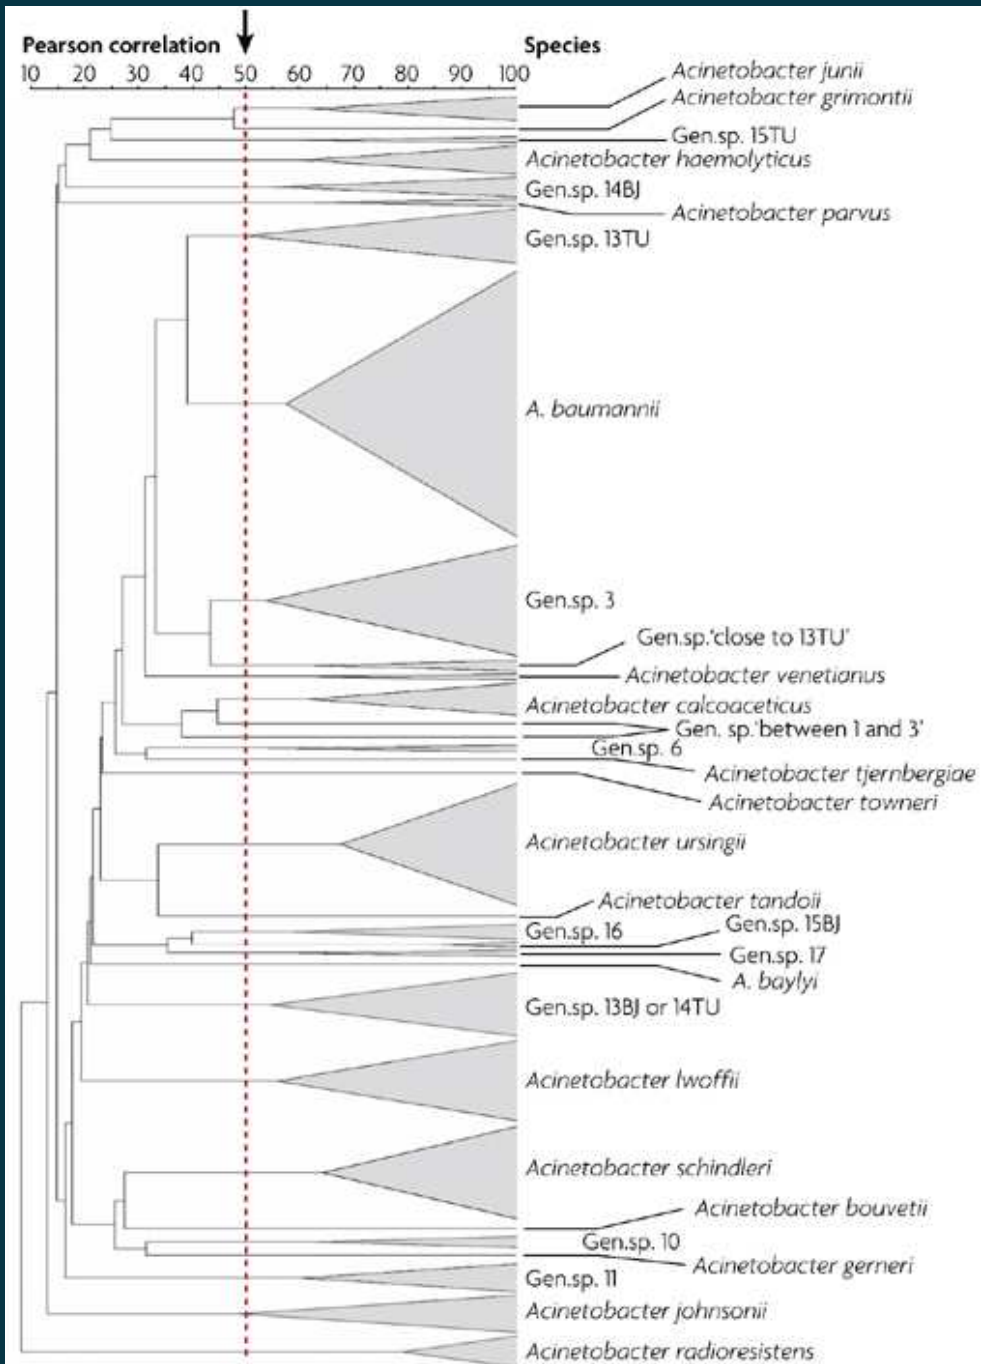 Pearson correlation
Species
10 20 30 40 50 60 70 80 90 100
Acinetobacter junii
Acinetobacter grimontii
Gen.sp. 15TU
Acinetobacter haemolyticus
Gen.sp. 14BJ
Acinetobacter parvus
Gen.sp. 13TU
A. baumannii
Gen.sp. 3
Gen.sp.‘close to 13TU’
Acinetobacter venetianus
Acinetobacter calcoaceticus
Gen. sp.‘between 1 and 3’
Gen.sp. 6
Acinetobacter tjernbergiae
Acinetobacter towneri
Acinetobacter ursingii
Acinetobacter tandoii
Gen.sp. 15BJ
Gen.sp. 16
Gen.sp. 17
A. baylyi
Gen.sp. 13BJ or 14TU
Acinetobacter lwoffii
Acinetobacter schindleri
Acinetobacter bouvetii
Gen.sp. 10
Acinetobacter gerneri
Gen.sp. 11
Acinetobacter johnsonii
Acinetobacter radioresistens